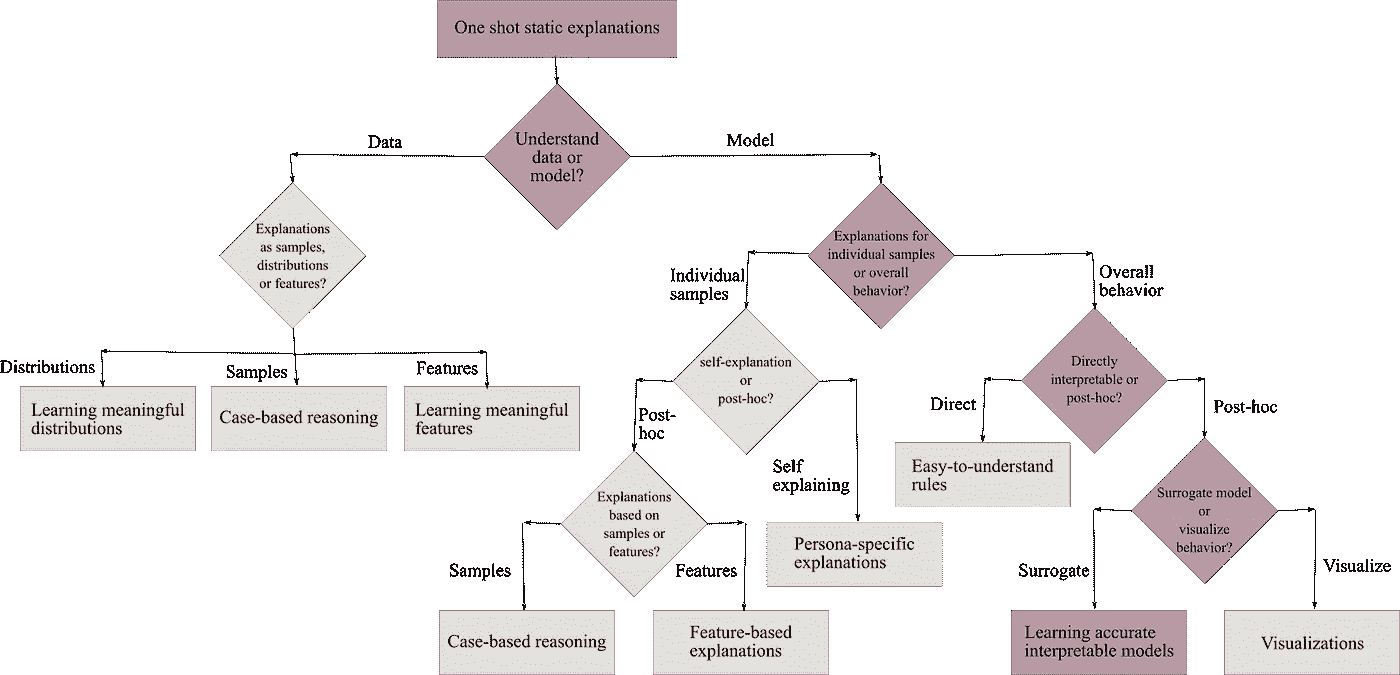 One shot static explanations
Understand
data or
model?
Data
Model
Explanations
as samples,
distributions
or features?
Explanations for
individual samples
or overall
behavior?
Individual
samples
Overall
behavior
Distributions
Samples
Features
Learning meaningful
distributions
Case-based reasoning
Learning meaningful
features
self-explanation
or
post-hoc?
Directly
interpretable or
post-hoc?
Post-
hoc
Self
explaining
Direct
Post-hoc
Easy-to-understand
rules
Explanations
based on
samples or
features?
Persona-specific
explanations
Surrogate model
or
visualize
behavior?
Samples
Features
Surrogate
Visualize
Case-based reasoning
Feature-based
explanations
Learning accurate
interpretable models
Visualizations